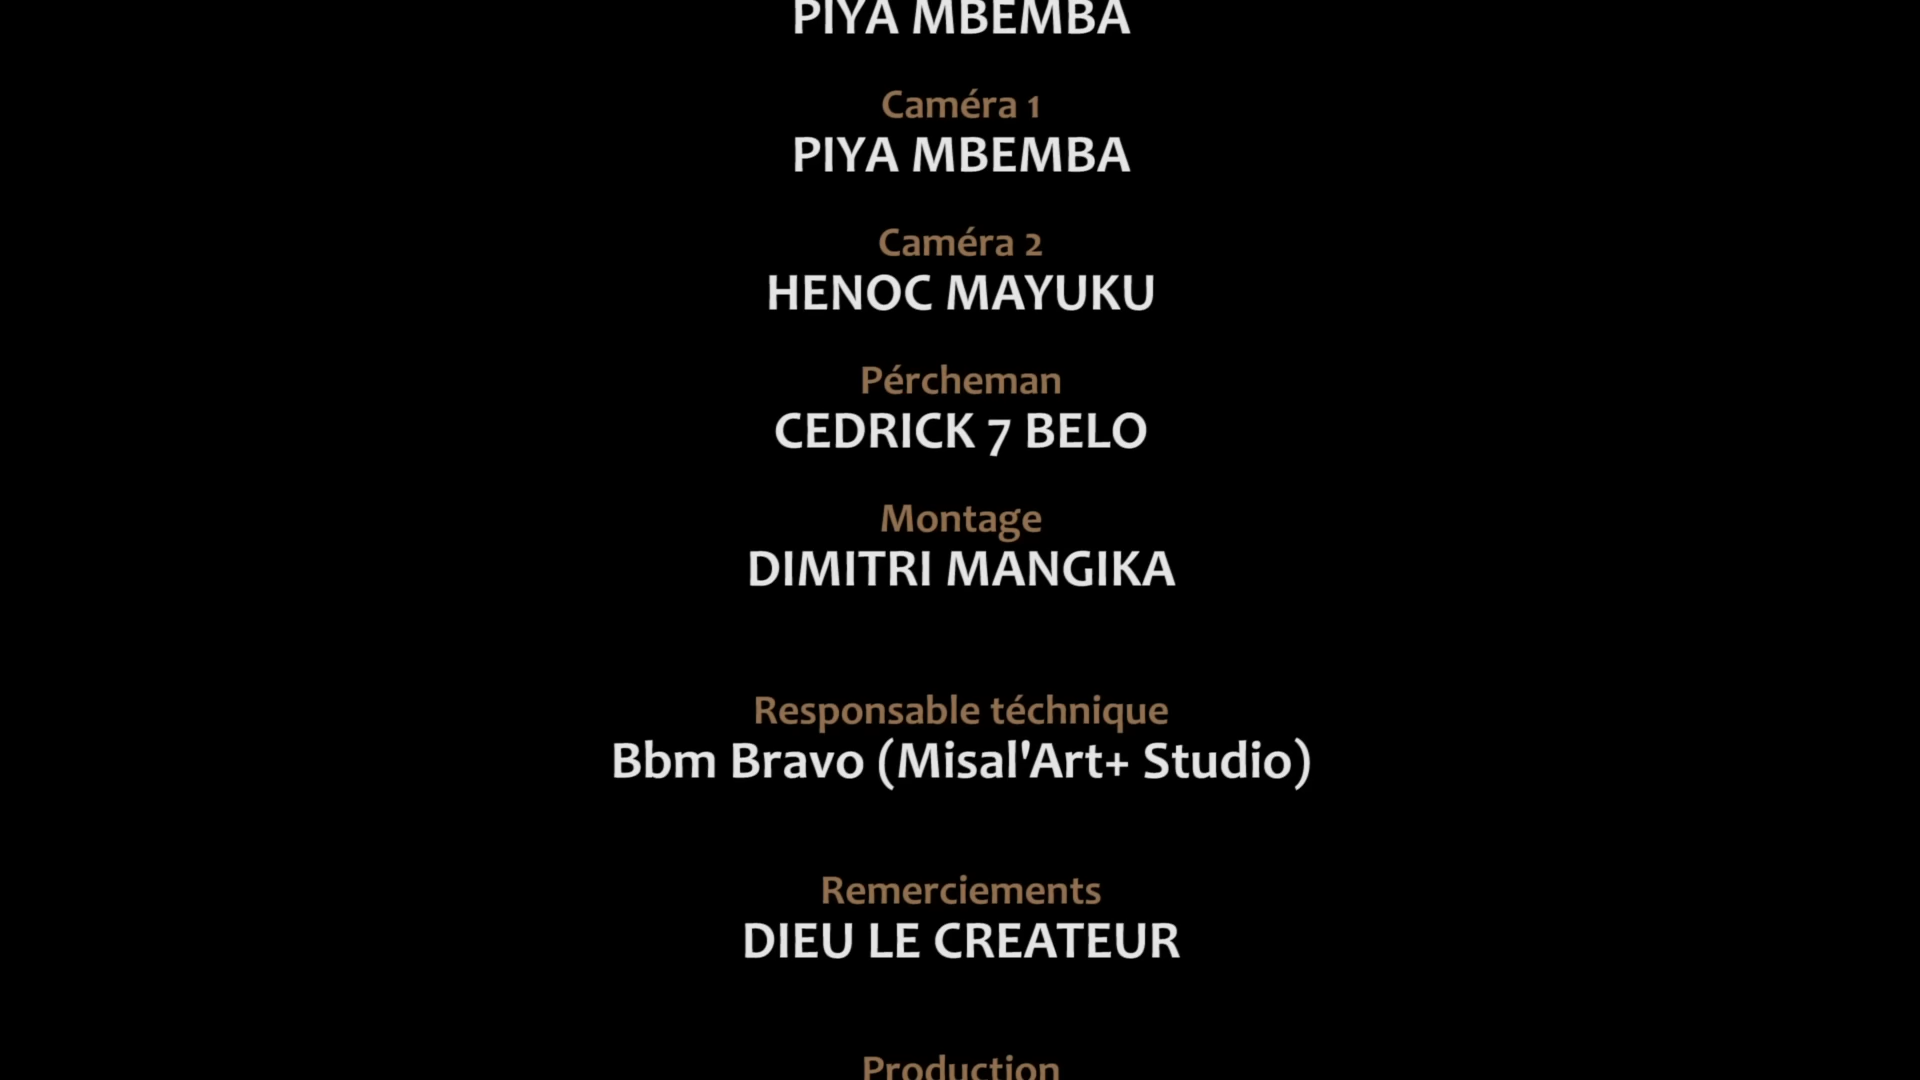 PIYA MBEMBA
Caméra 1
PIYA MBEMBA
Caméra 2
HENOC MAYUKU
Pércheman
CEDRICK 7 BELO
Montage
DIMITRI MANGIKA
Responsable téchnique
Bbm Bravo (Misal'Art+ Studio)
Remerciements
DIEU LE CREATEUR
Production